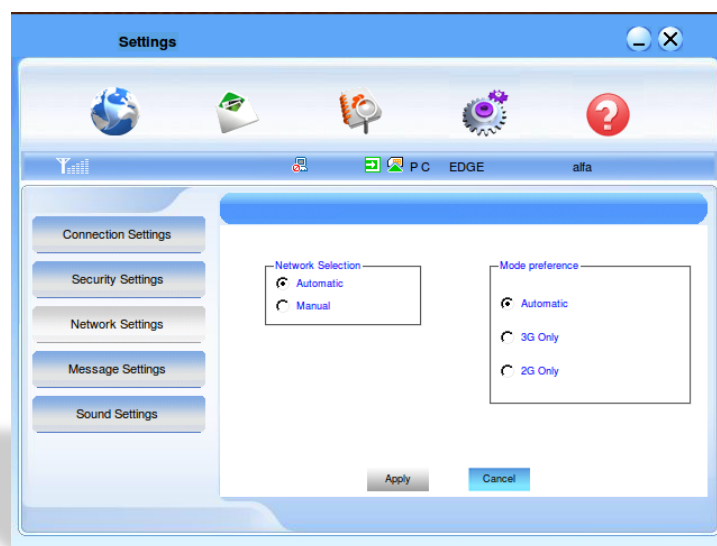 Settings
PC EDGE alfa
Connection Settings
Security Settings
Network Settings
Message Settings
Sound Settings
Network Selection
Automatic
Manual
Mode preference
Automatic
3G Only
2G Only
Apply
Cancel